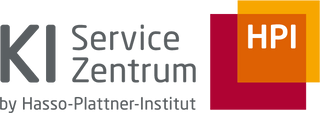 KI Service Zentrum
by Hasso-Plattner-Institut
HPI